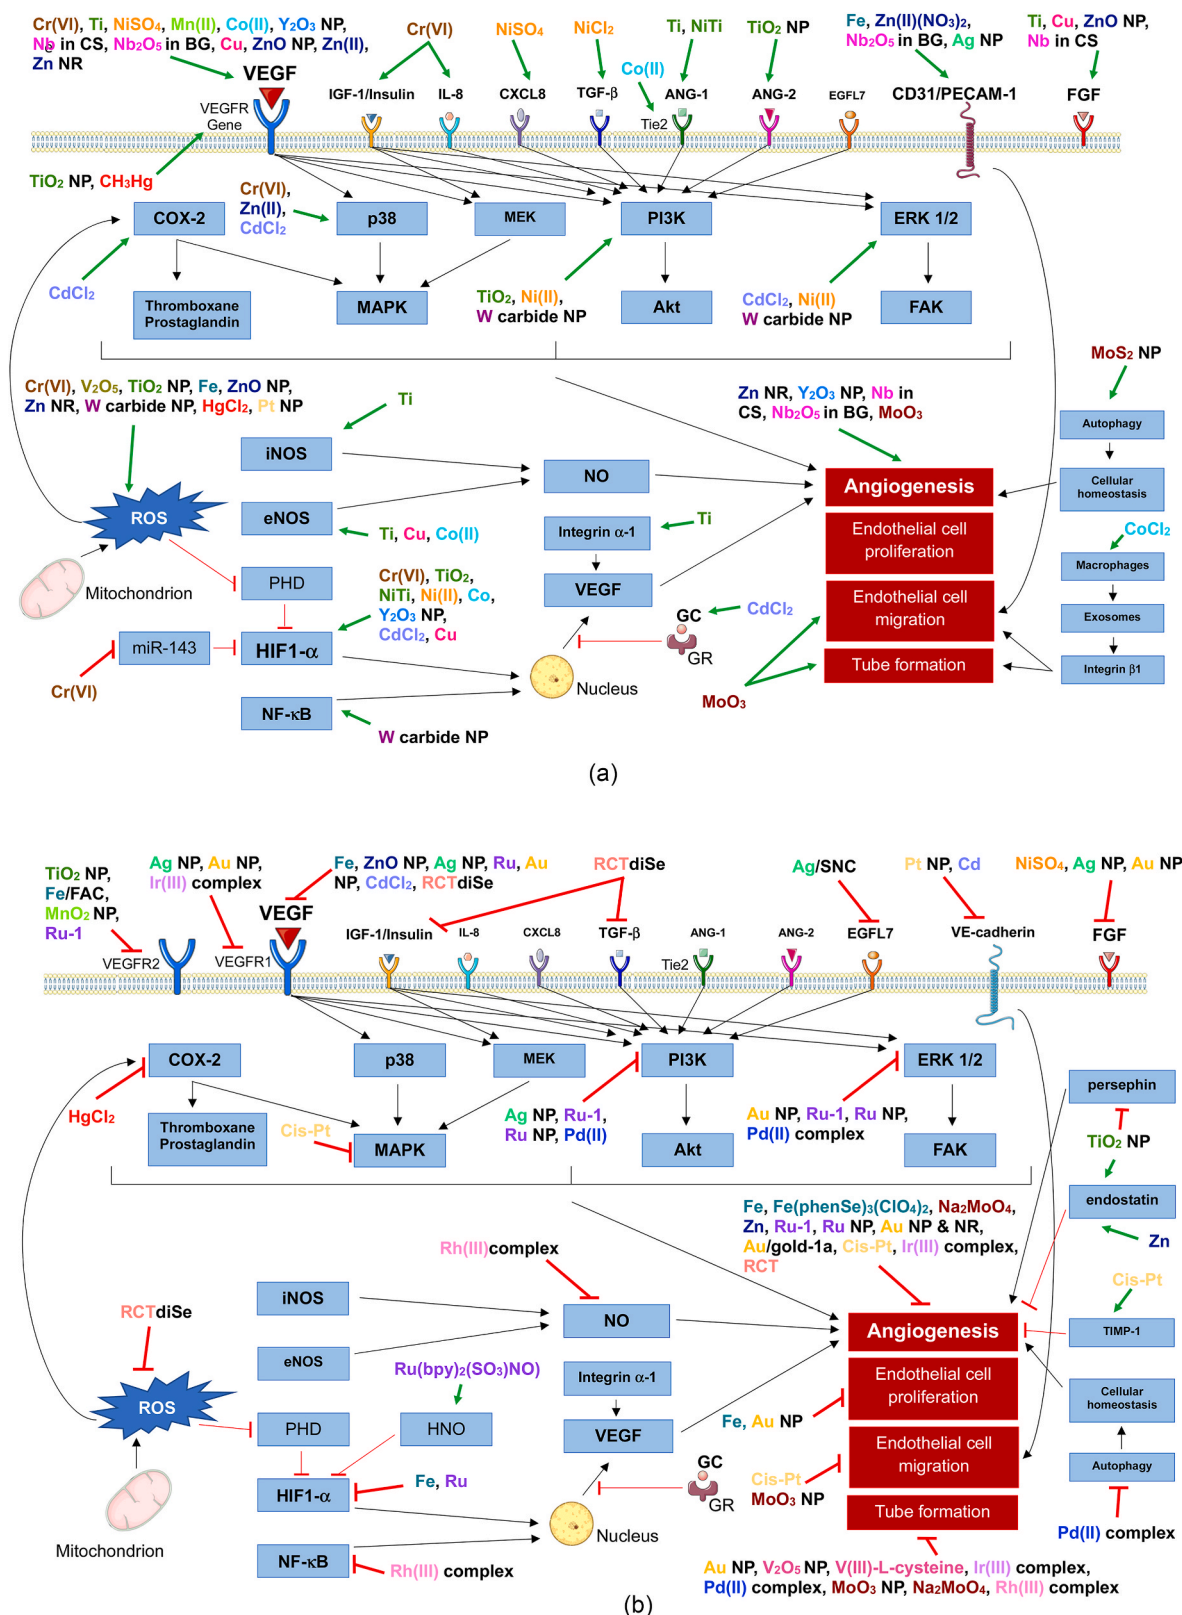 Cr(VI), Ti, NiSO₄, Mn(II), Co(II), Y₂O₃ NP,
Nb in CS, Nb₂O₅ in BG, Cu, ZnO NP, Zn(II),
Zn NR
VEGF
VEGFR
Gene
TiO₂ NP, CH₃Hg
Cr(VI)
IGF-1/Insulin
IL-8
NiSO₄
CXCL8
NiCl₂
TGF-β
Co(II)
Tie2
Ti, NiTi
ANG-1
TiO₂ NP
ANG-2
EGFL7
Fe, Zn(II)(NO₃)₂,
Nb₂O₅ in BG, Ag NP
CD31/PECAM-1
Ti, Cu, ZnO NP,
Nb in CS
FGF
COX-2
Cr(VI),
Zn(II),
CdCl₂
p38
MEK
PI3K
ERK 1/2
CdCl₂
Thromboxane
Prostaglandin
MAPK
TiO₂, Ni(II),
W carbide NP
Akt
CdCl₂, Ni(II)
W carbide NP
FAK
Cr(VI), V₂O₅, TiO₂ NP, Fe, ZnO NP,
Zn NR, W carbide NP, HgCl₂, Pt NP
Ti
Zn NR, Y₂O₃ NP, Nb in
CS, Nb₂O₅ in BG, MoO₃
MoS₂ NP
Autophagy
Cellular
homeostasis
iNOS
NO
Angiogenesis
ROS
eNOS
Ti, Cu, Co(II)
Integrin α-1
Ti
Endothelial cell
proliferation
CoCl₂
Macrophages
Mitochondrion
PHD
Cr(VI), TiO₂,
NiTi, Ni(II), Co,
Y₂O₃ NP,
CdCl₂, Cu
VEGF
GC
CdCl₂
GR
Endothelial cell
migration
Exosomes
miR-143
HIF1-α
Cr(VI)
Nucleus
MoO₃
Tube formation
Integrin β1
NF-κB
W carbide NP
(a)
TiO₂ NP,
Fe/FAC,
MnO₂ NP,
Ru-1
VEGFR2
Ag NP, Au NP,
Ir(III) complex
VEGFR1
Fe, ZnO NP, Ag NP, Ru, Au
NP, CdCl₂, RCTdiSe
VEGF
RCTdiSe
IGF-1/Insulin
IL-8
CXCL8
TGF-β
ANG-1
Tie2
ANG-2
Ag/SNC
EGFL7
Pt NP, Cd
VE-cadherin
NiSO₄, Ag NP, Au NP
FGF
COX-2
p38
MEK
PI3K
ERK 1/2
persephin
HgCl₂
Thromboxane
Prostaglandin
Cis-Pt
MAPK
Ag NP, Ru-1,
Ru NP, Pd(II)
Akt
Au NP, Ru-1, Ru NP,
Pd(II) complex
FAK
TiO₂ NP
endostatin
Zn
Fe, Fe(phenSe)₃(ClO₄)₂, Na₂MoO₄,
Zn, Ru-1, Ru NP, Au NP & NR,
Au/gold-1a, Cis-Pt, Ir(III) complex,
RCT
Rh(III)complex
Cis-Pt
TIMP-1
iNOS
NO
Angiogenesis
RCTdiSe
eNOS
Integrin α-1
Ru(bpy)₂(SO₃)NO)
Endothelial cell
proliferation
Cellular
homeostasis
ROS
PHD
HNO
VEGF
Fe, Au NP
Endothelial cell
migration
Autophagy
GC
GR
Cis-Pt
MoO₃ NP
HIF1-α
Fe, Ru
Tube formation
Pd(II) complex
Mitochondrion
Nucleus
NF-κB
Rh(III) complex
Au NP, V₂O₅ NP, V(III)-L-cysteine, Ir(III) complex,
Pd(II) complex, MoO₃ NP, Na₂MoO₄, Rh(III) complex
(b)